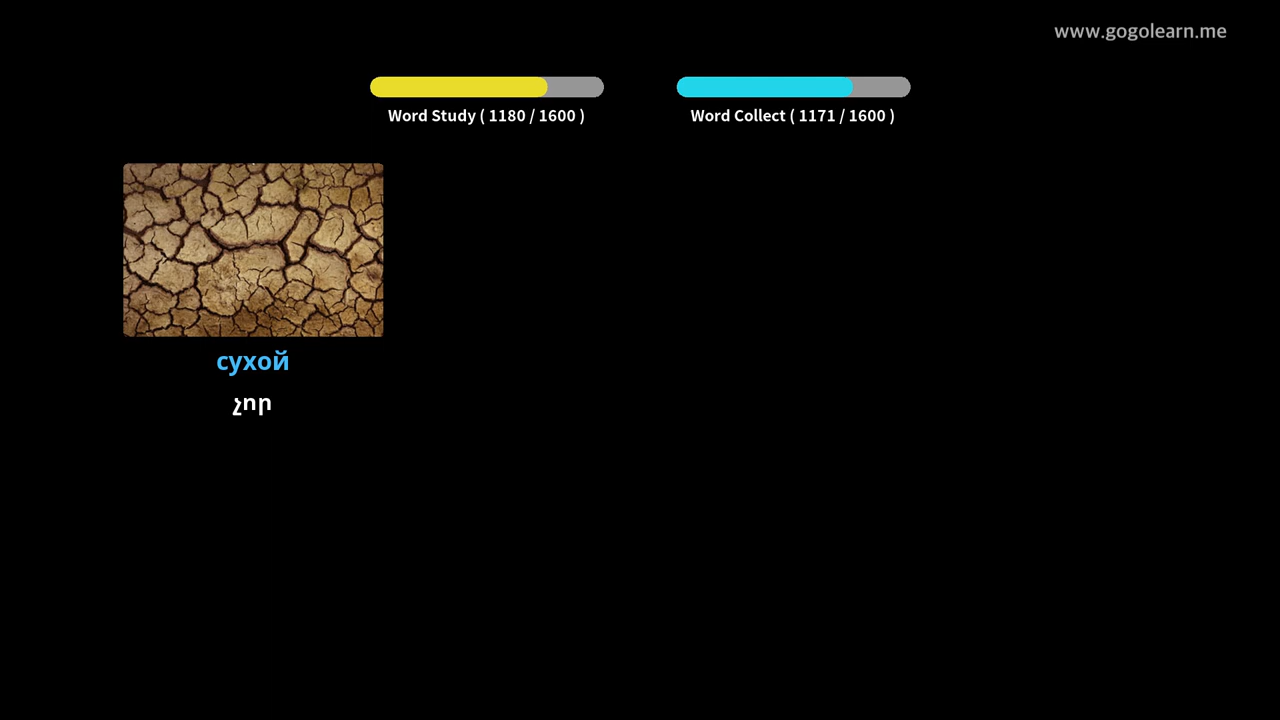 www.gogolearn.me
Word Study ( 1180 / 1600 )
Word Collect ( 1171 / 1600 )
сухой
չոր